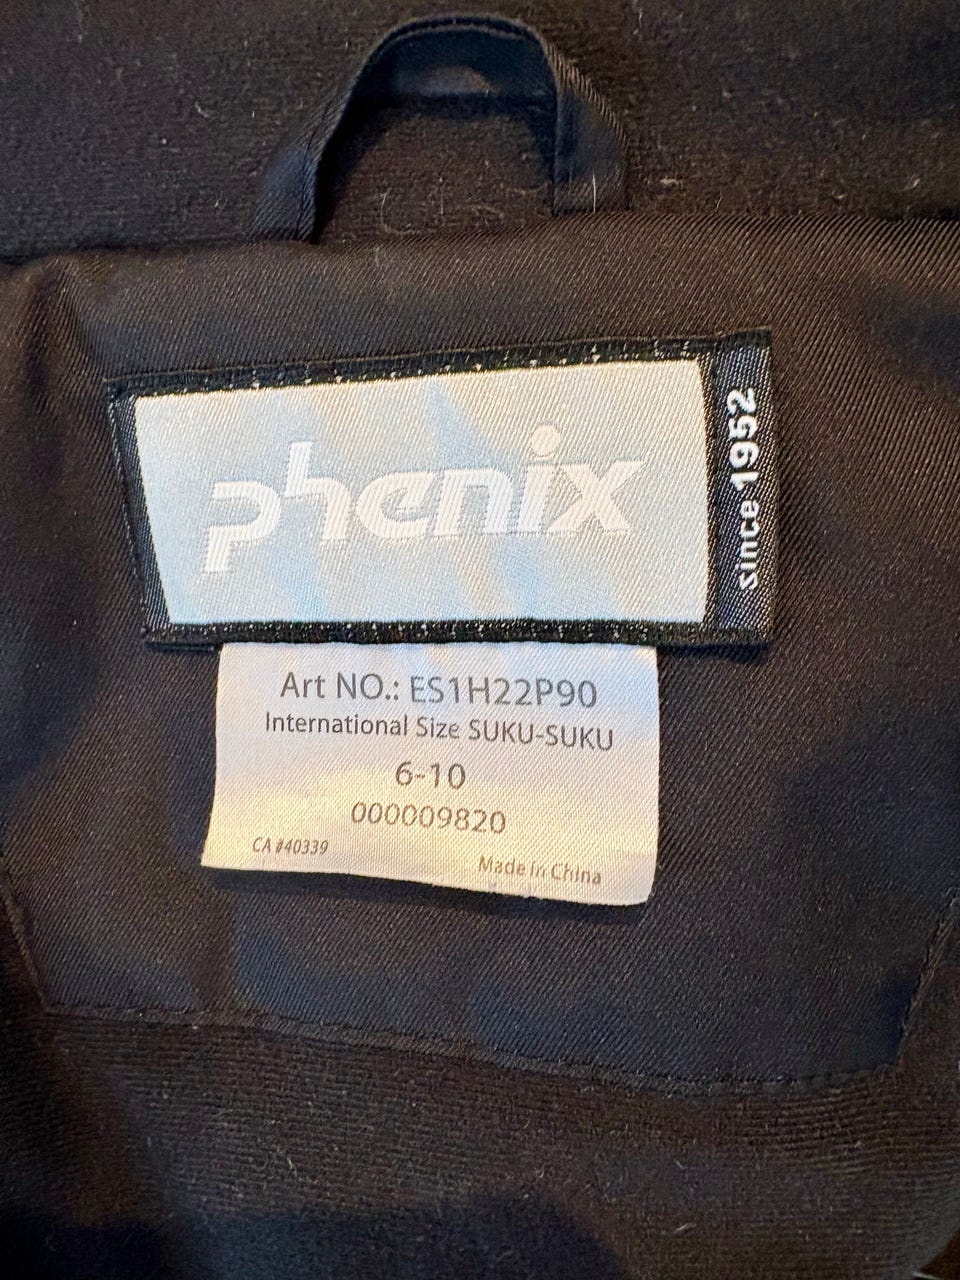 phenix
since 1952
Art NO.: ES1H22P90
International Size SUKU-SUKU
6-10
000009820
CA #40339
Made in China